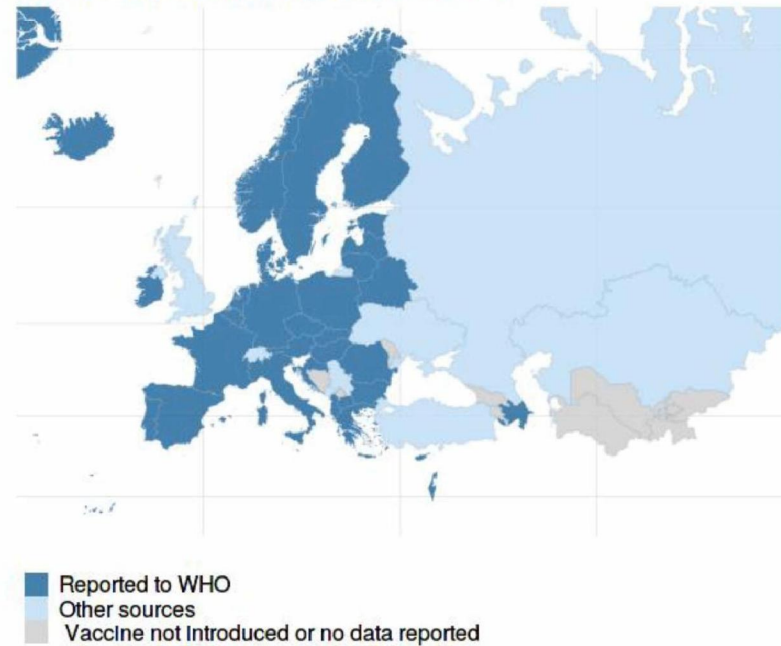 Reported to WHO
Other sources
Vaccine not introduced or no data reported